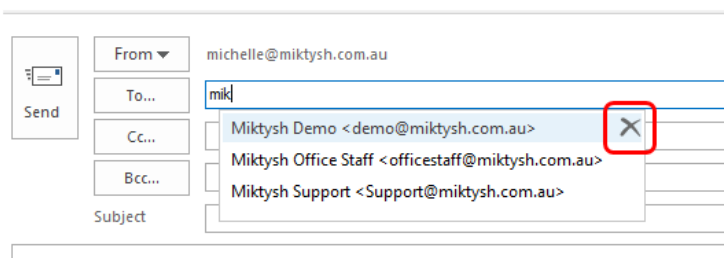 From michelle@miktysh.com.au
Send
To... mik
Miktysh Demo <demo@miktysh.com.au>
Cc...
Miktysh Office Staff <officestaff@miktysh.com.au>
Bcc...
Miktysh Support <Support@miktysh.com.au>
Subject